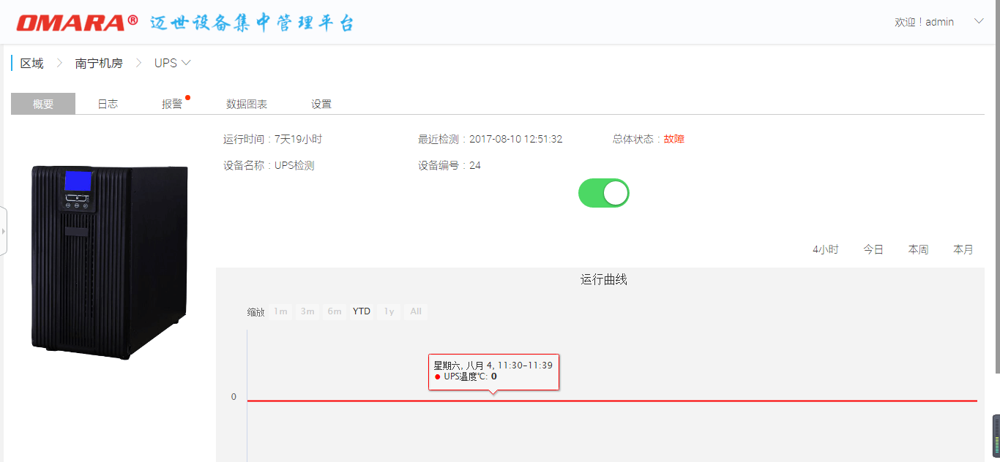 OMARA® 迈世设备集中管理平台
欢迎！admin
区域 南宁机房 UPS
概要 日志 报警 数据图表 设置
运行时间：7天19小时 最近检测：2017-08-10 12:51:32 总体状态：故障
设备名称：UPS检测 设备编号：24
4小时 今日 本周 本月
运行曲线
缩放 1m 3m 6m YTD 1y All
星期六, 八月 4, 11:30-11:39
UPS温度℃: 0
0